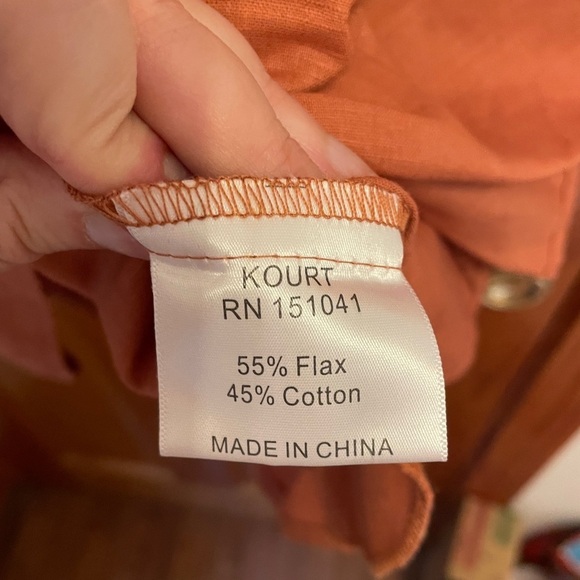 KOURT
RN 151041
55% Flax
45% Cotton
MADE IN CHINA